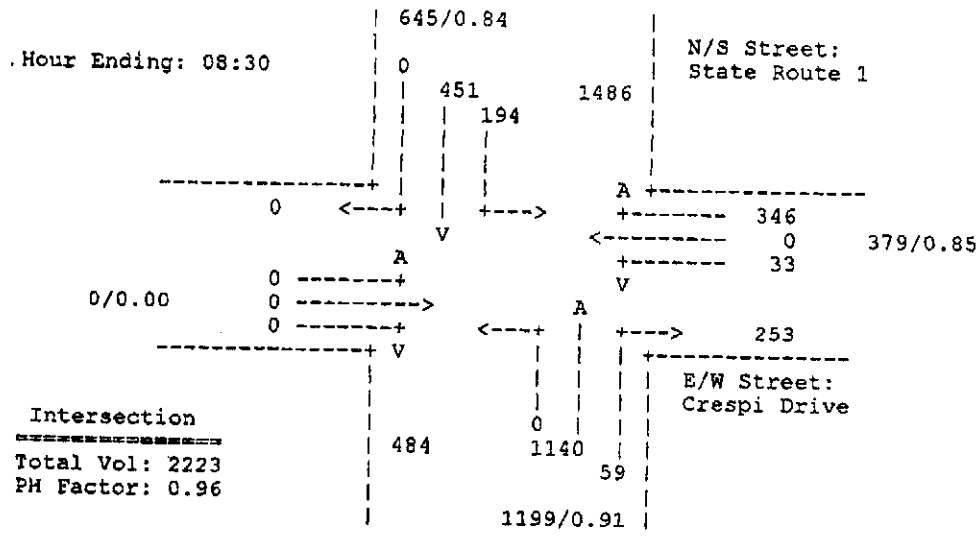 645/0.84
. Hour Ending: 08:30
N/S Street:
State Route 1
0
451
194
1486
0
346
0
33
379/0.85
0
0
0
0/0.00
253
E/W Street:
Crespi Drive
Intersection
Total Vol: 2223
PH Factor: 0.96
484
0
1140
59
1199/0.91